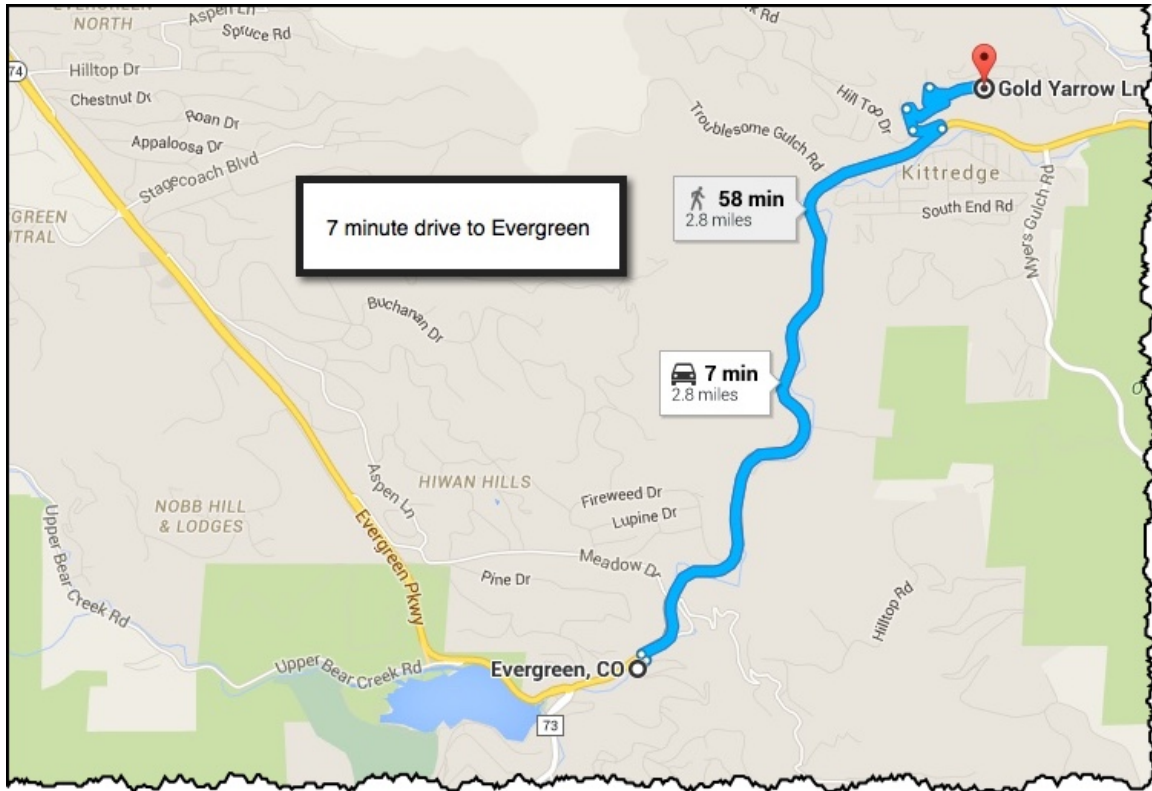 EVERGREEN
NORTH
Aspen Ln
Spruce Rd
74
Hilltop Dr
Chestnut Dr
Roan Dr
Appaloosa Dr
Stagecoach Blvd
Hill Top Dr
Gold Yarrow Ln
Troublesome Gulch Rd
Kittredge
58 min
2.8 miles
South End Rd
Myers Gulch Rd
7 minute drive to Evergreen
Buchanan Dr
7 min
2.8 miles
Aspen Ln
HIWAN HILLS
NOBB HILL
& LODGES
Fireweed Dr
Lupine Dr
Evergreen Pkwy
Meadow Dr
Pine Dr
Upper Bear Creek Rd
Hilltop Rd
Upper Bear Creek Rd
Evergreen, CO
73